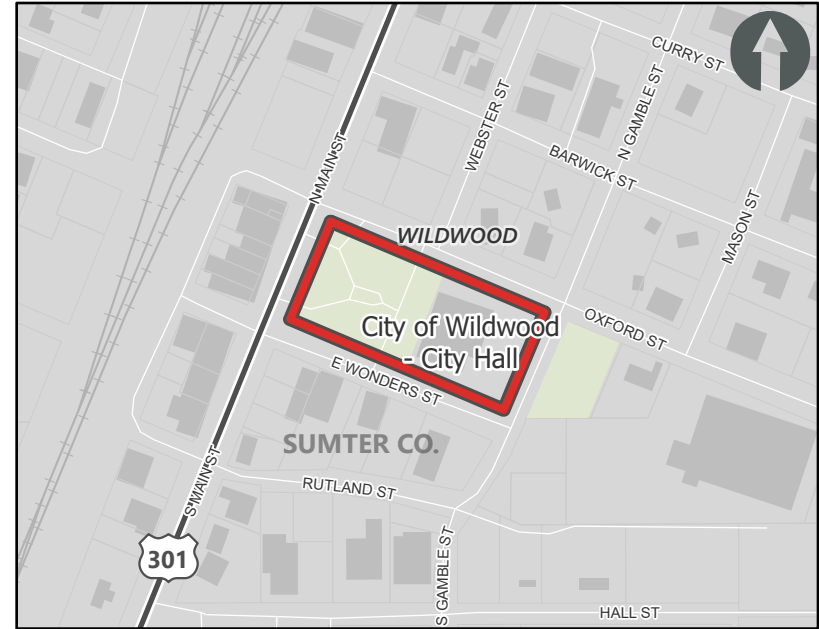 CURRY ST
WEBSTER ST
N GAMBLE ST
BARWICK ST
N MAIN ST
MASON ST
WILDWOOD
OXFORD ST
City of Wildwood
- City Hall
E WONDERS ST
SUMTER CO.
S MAIN ST
RUTLAND ST
301
S GAMBLE ST
HALL ST